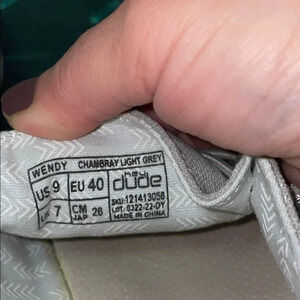 WENDY CHAMBRAY LIGHT GREY
US 9 EU 40 hey dude
UK 7 CM JAP 26 SKU:121413058
LOT: 0322-22-DY
MADE IN CHINA